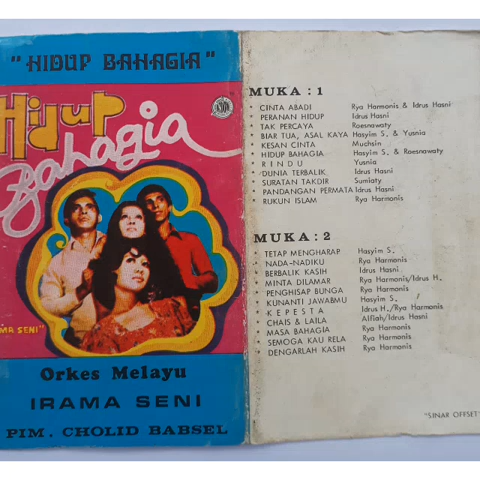 " HIDUP BAHAGIA "
Hidup
Bahagia
MA SENI"
Orkes Melayu
IRAMA SENI
PIM. CHOLID BABSEL
MUKA : 1
* CINTA ABADI Rya Harmonis & Idrus Hasni
* PERANAN HIDUP Idrus Hasni
* TAK PERCAYA Roesnawaty
* BIAR TUA, ASAL KAYA Hasyim S. & Yusnia
* KESAN CINTA Muchsin
* HIDUP BAHAGIA Hasyim S. & Roesnawaty
* R I N D U Yusnia
* DUNIA TERBALIK Idrus Hasni
* SURATAN TAKDIR Sumiaty
* PANDANGAN PERMATA Idrus Hasni
* RUKUN ISLAM Rya Harmonis
MUKA : 2
* TETAP MENGHARAP Hasyim S.
* NADA-NADIKU Rya Harmonis
* BERBALIK KASIH Idrus Hasni
* MINTA DILAMAR Rya Harmonis/Idrus H.
* PENGHISAP BUNGA Rya Harmonis
* KUNANTI JAWABMU Hasyim S.
* K E P E S T A Idrus H./Rya Harmonis
* CHAIS & LAILA Alfiah/Idrus Hasni
* MASA BAHAGIA Rya Harmonis
* SEMOGA KAU RELA Rya Harmonis
* DENGARLAH KASIH Rya Harmonis
"SINAR OFFSET"